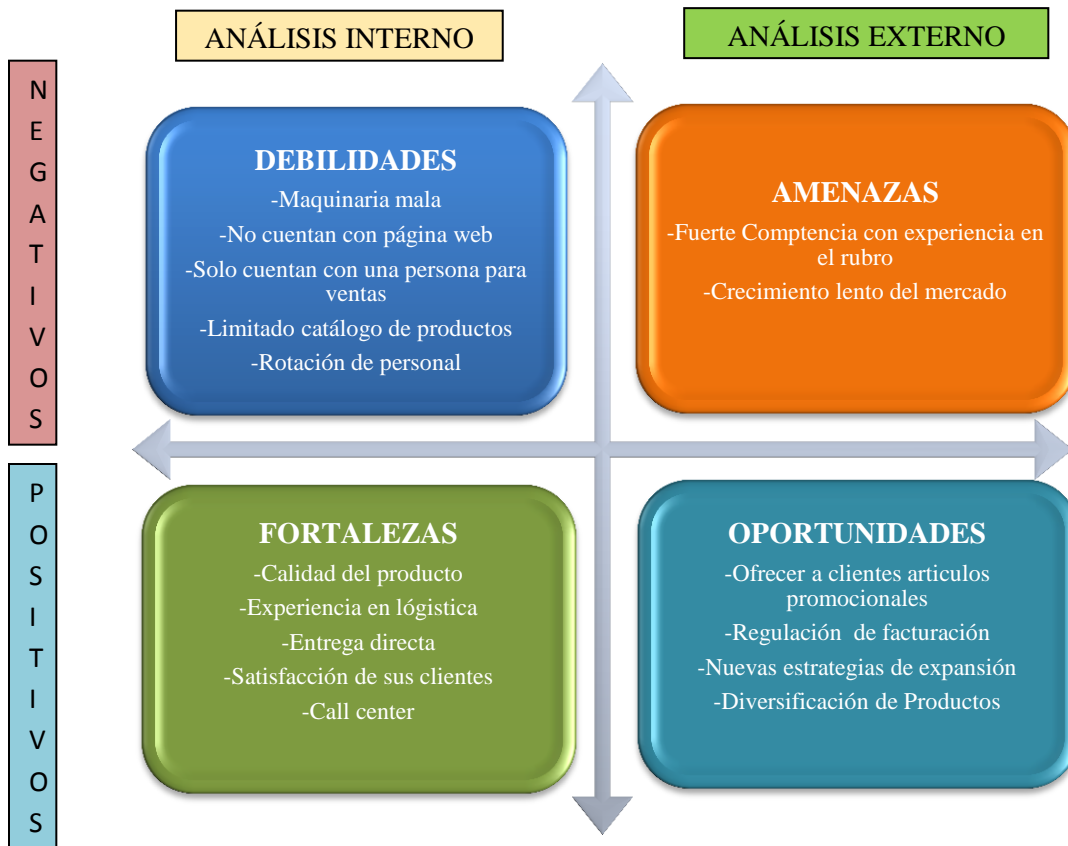 ANÁLISIS INTERNO
ANÁLISIS EXTERNO
NEGATIVOS
DEBILIDADES
-Maquinaria mala
-No cuentan con página web
-Solo cuentan con una persona para
ventas
-Limitado catálogo de productos
-Rotación de personal
AMENAZAS
-Fuerte Comptencia con experiencia en
el rubro
-Crecimiento lento del mercado
POSITIVOS
FORTALEZAS
-Calidad del producto
-Experiencia en lógistica
-Entrega directa
-Satisfacción de sus clientes
-Call center
OPORTUNIDADES
-Ofrecer a clientes articulos
promocionales
-Regulación de facturación
-Nuevas estrategias de expansión
-Diversificación de Productos